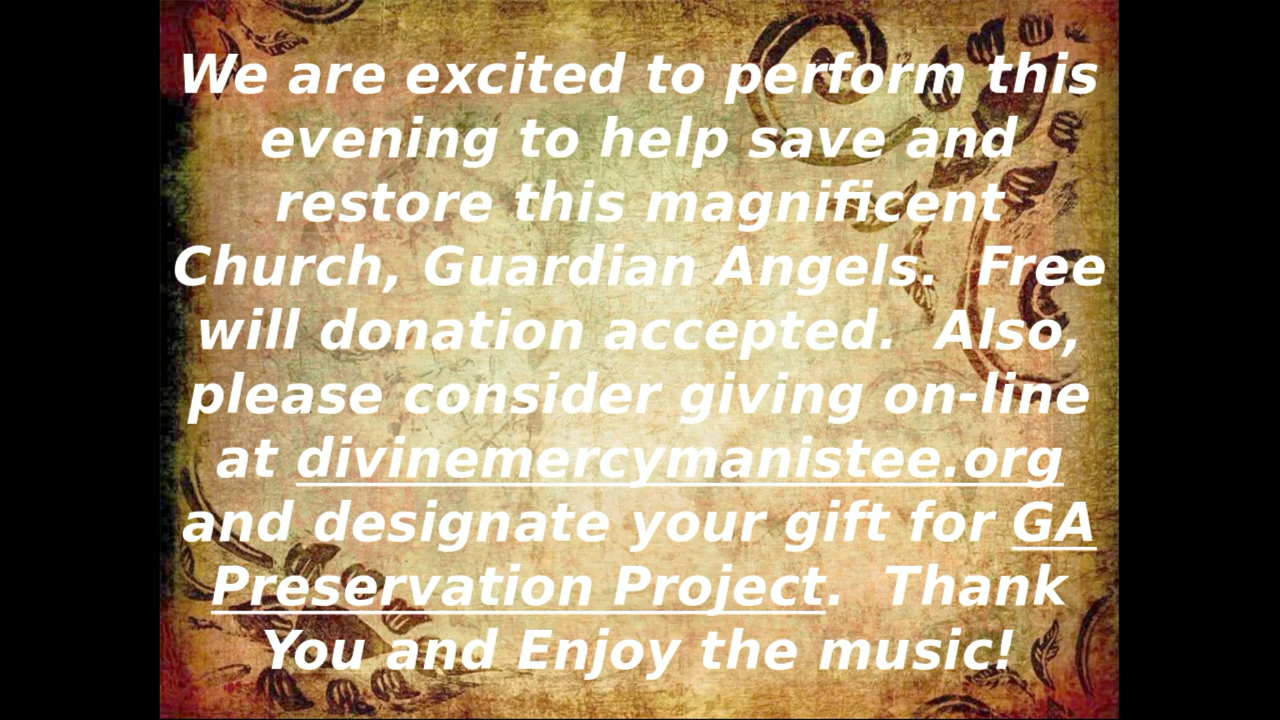 We are excited to perform this
evening to help save and
restore this magnificent
Church, Guardian Angels.  Free
will donation accepted.  Also,
please consider giving on-line
at divinemercymanistee.org
and designate your gift for GA
Preservation Project.  Thank
You and Enjoy the music!